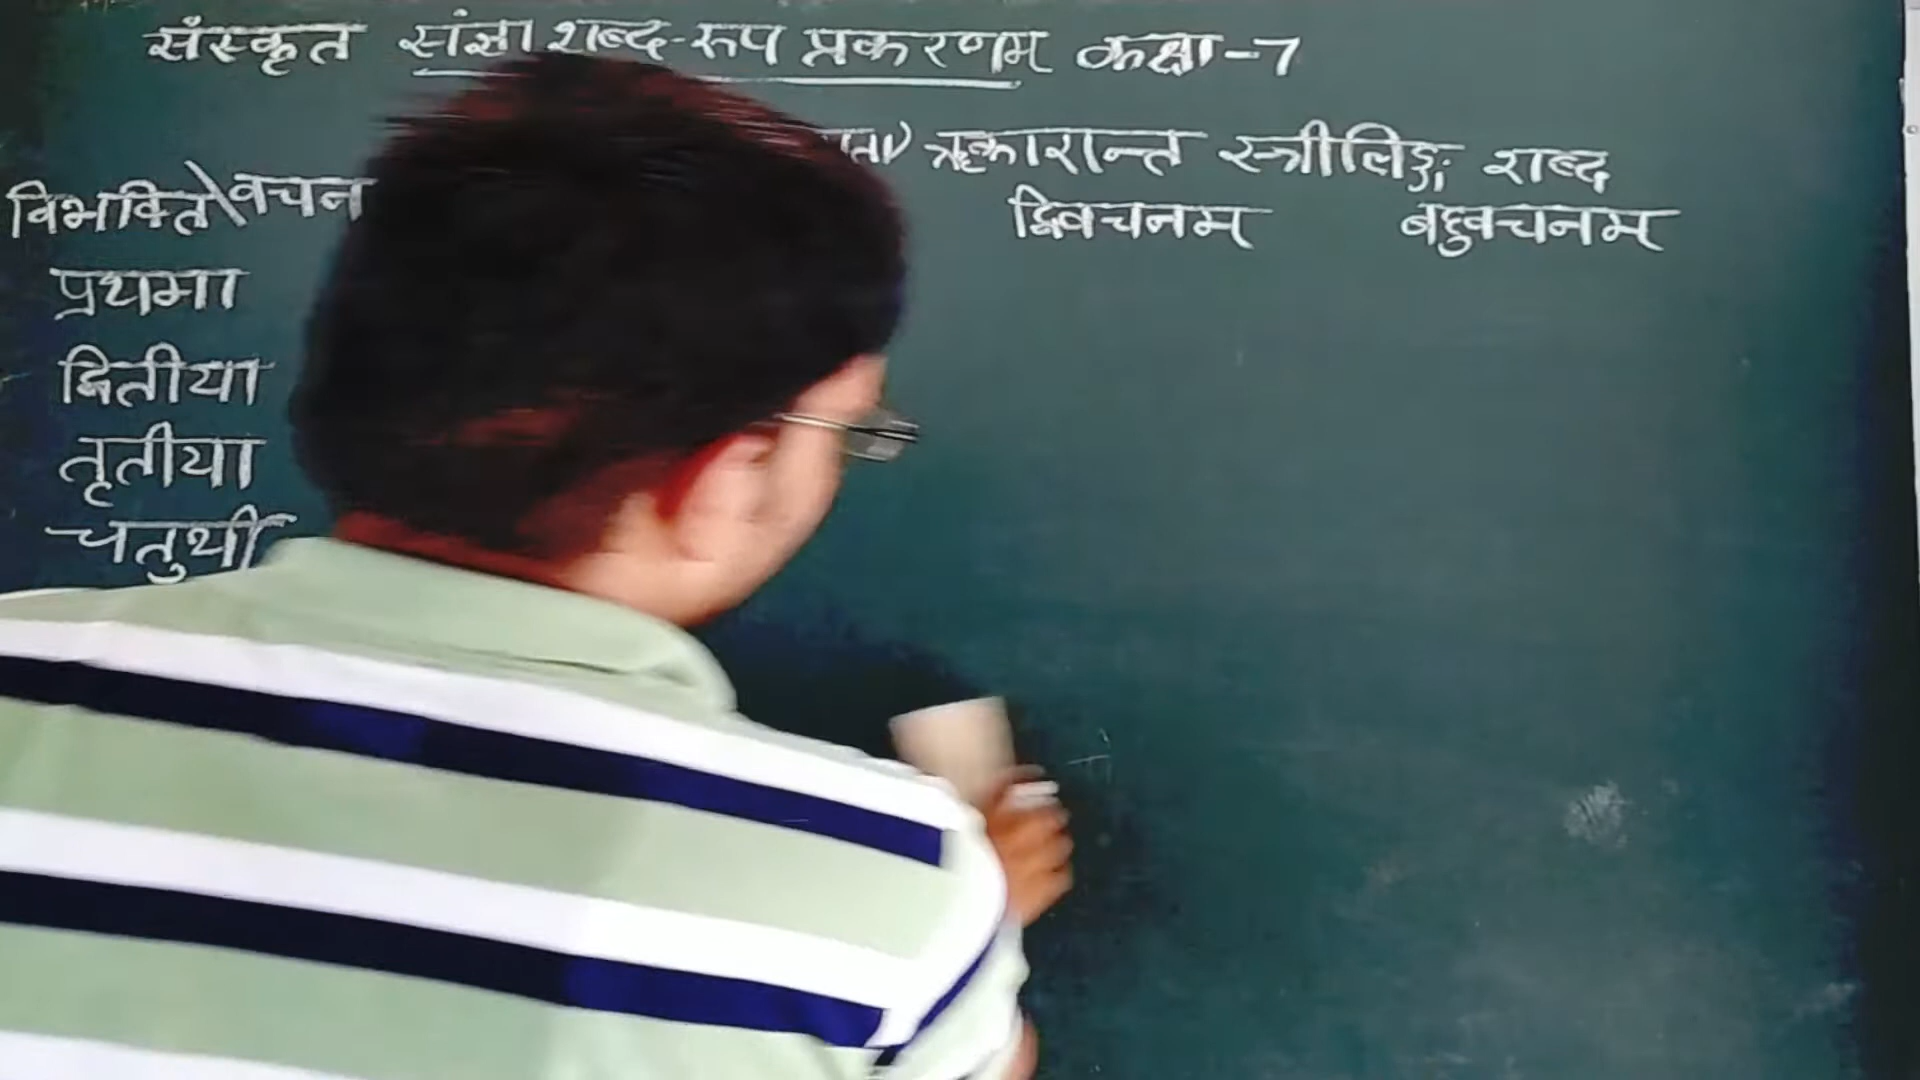 संस्कृत संज्ञा शब्द-रूप प्रकरणम कक्षा-7
ऋकारान्त स्त्रीलिङ्ग: शब्द
विभक्ति\वचन द्विवचनम बहुवचनम
प्रथमा
द्वितीया
तृतीया
चतुर्थी